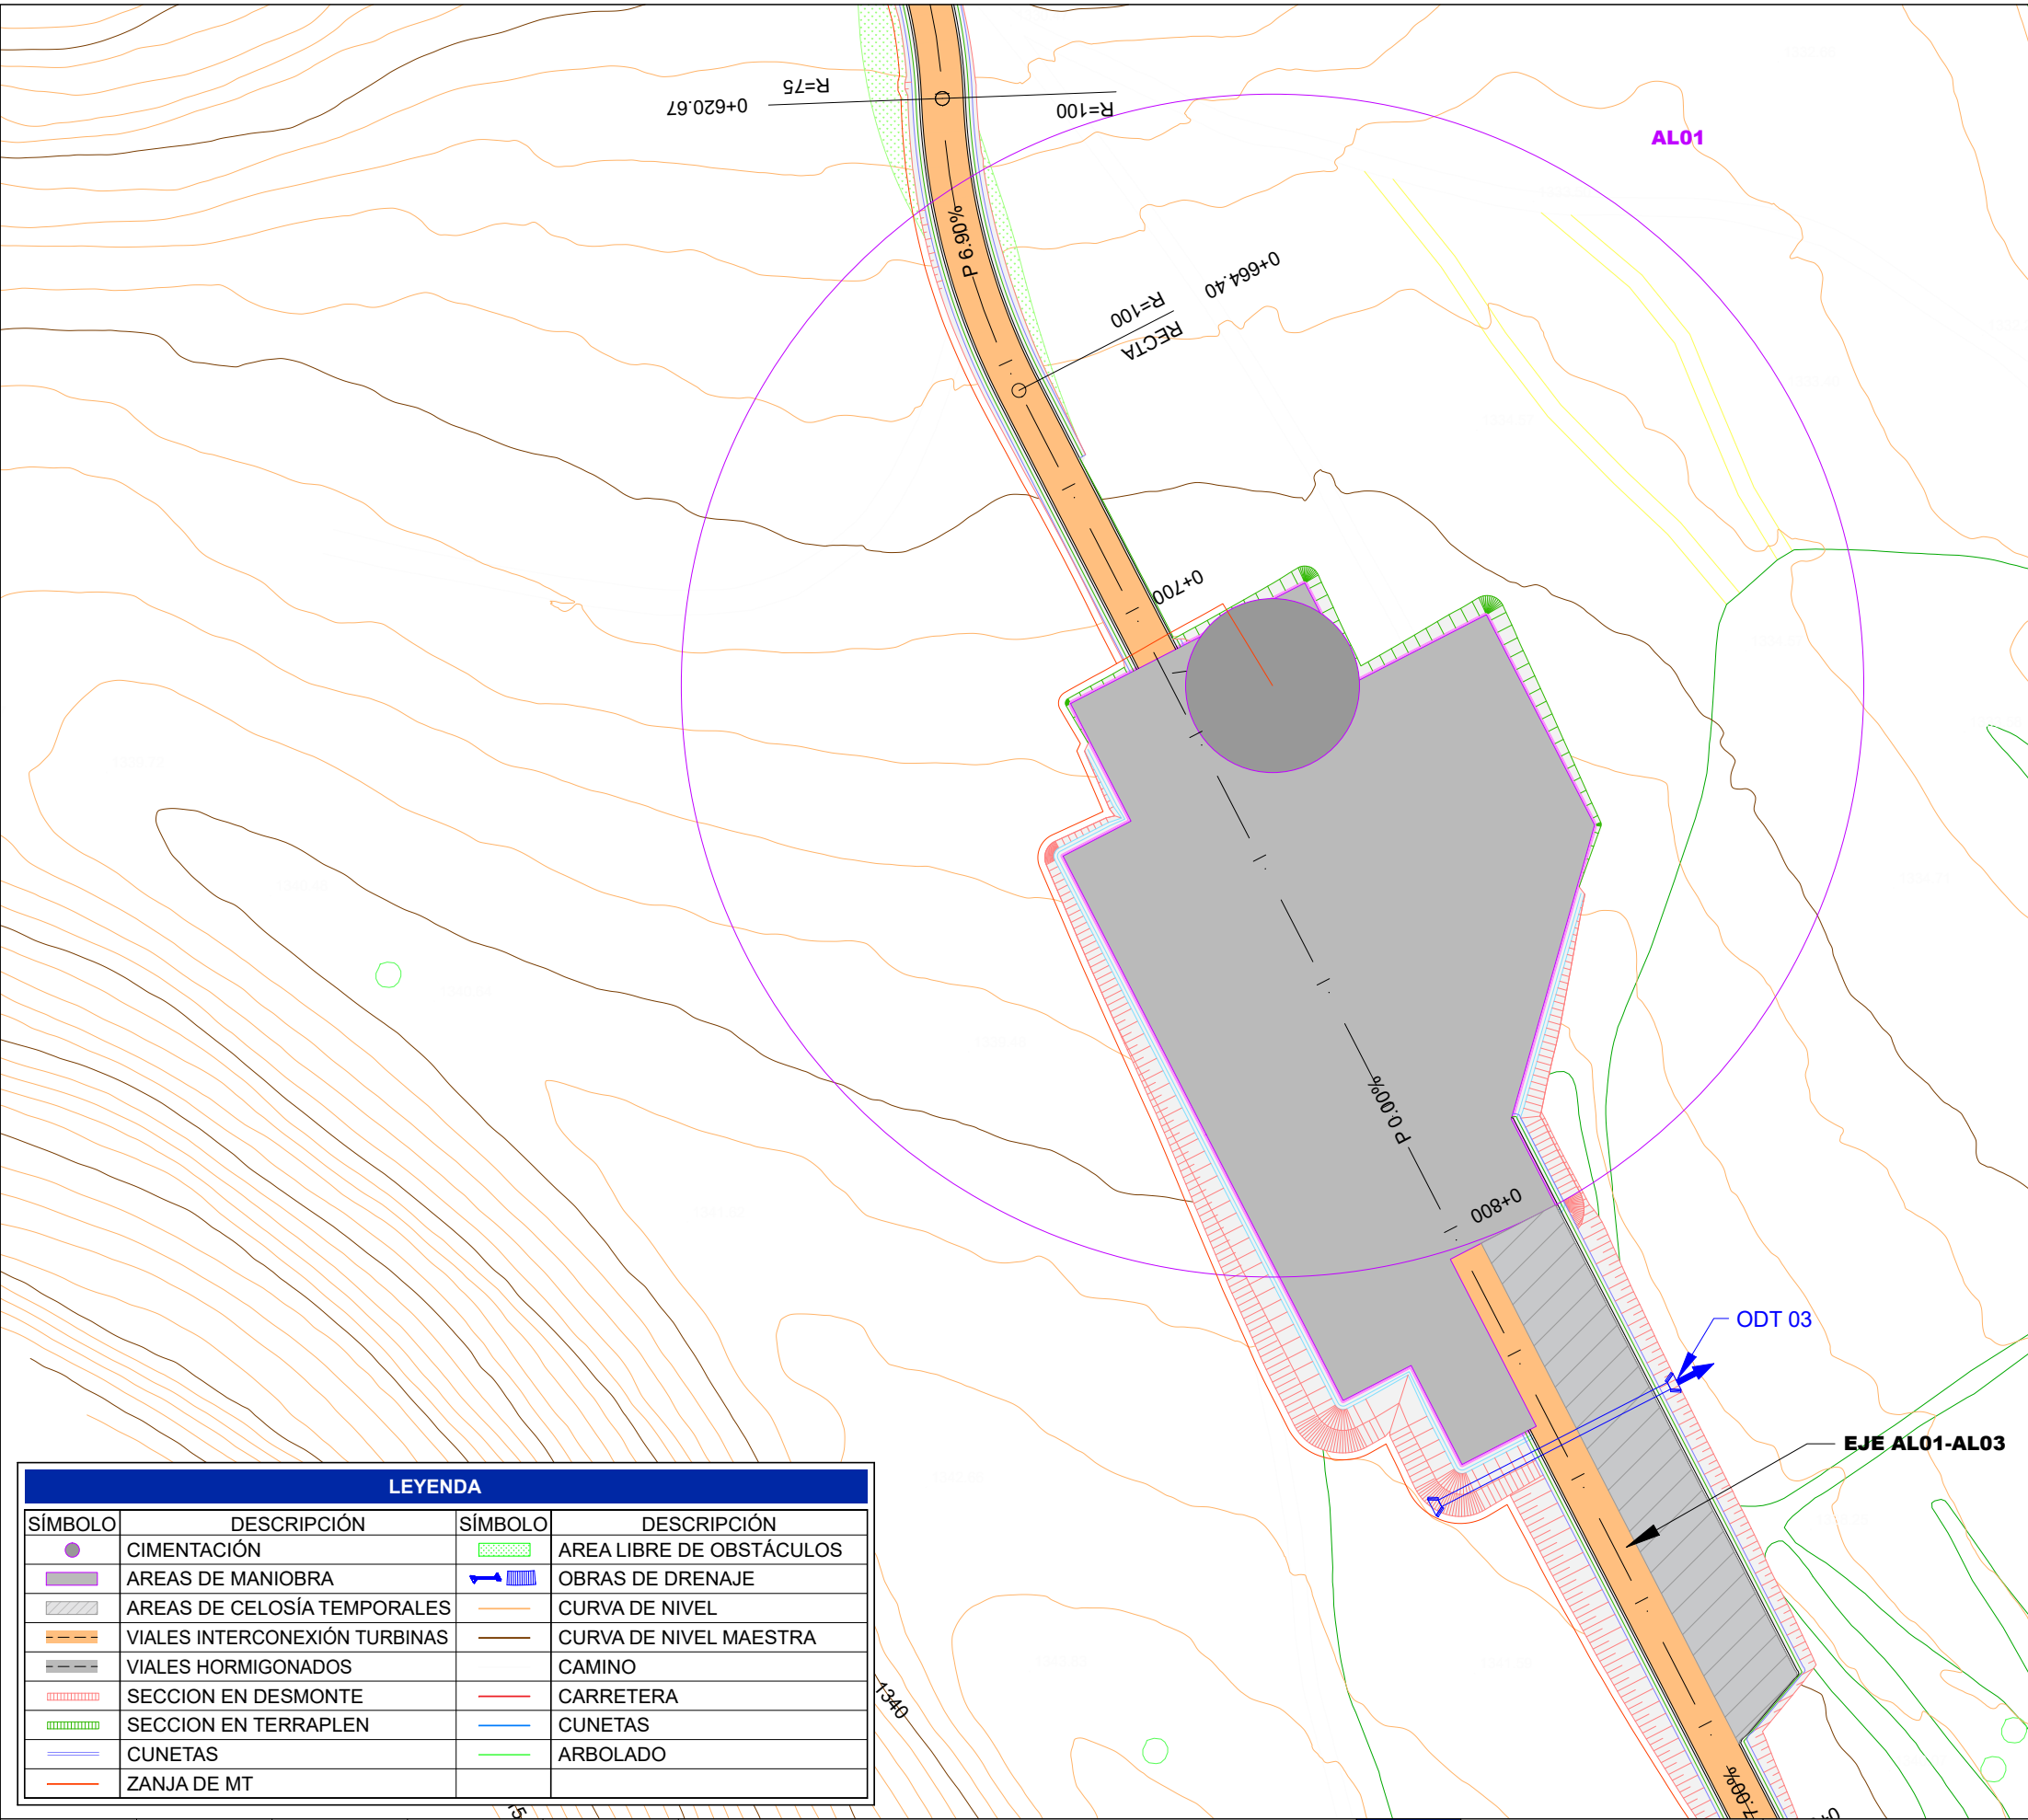 R=75
0+620.67
R=100
AL01
P 6.90%
0+664.40
R=100
RECTA
0+700
P 0.00%
0+800
ODT 03
EJE AL01-AL03
LEYENDA
SÍMBOLO DESCRIPCIÓN SÍMBOLO DESCRIPCIÓN
CIMENTACIÓN AREA LIBRE DE OBSTÁCULOS
AREAS DE MANIOBRA OBRAS DE DRENAJE
AREAS DE CELOSÍA TEMPORALES CURVA DE NIVEL
VIALES INTERCONEXIÓN TURBINAS CURVA DE NIVEL MAESTRA
VIALES HORMIGONADOS CAMINO
SECCION EN DESMONTE CARRETERA
SECCION EN TERRAPLEN CUNETAS
CUNETAS ARBOLADO
ZANJA DE MT
1340
7.00%